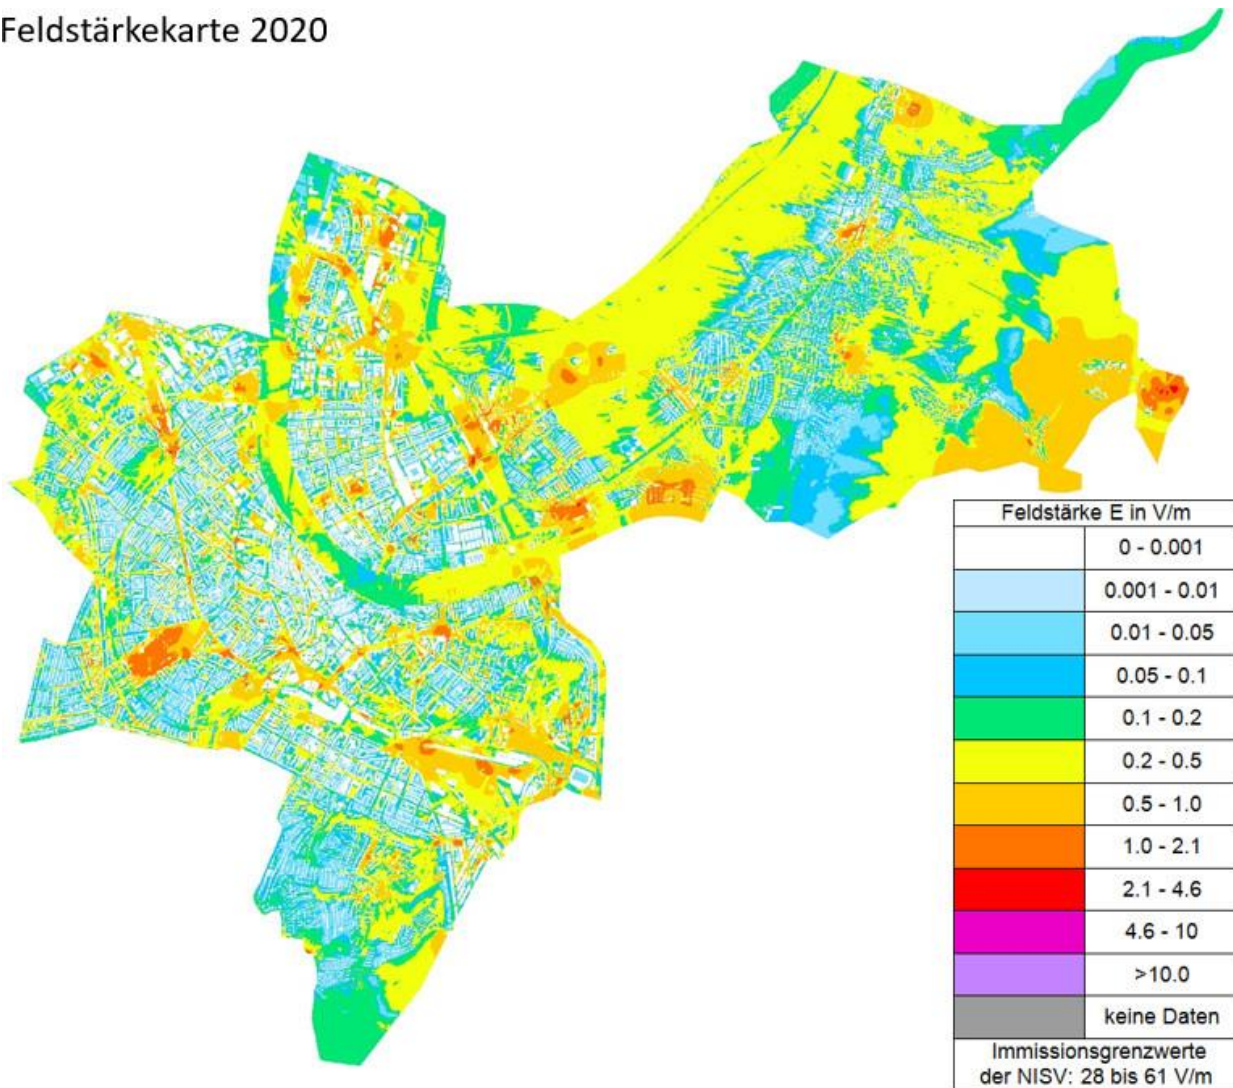 Feldstärkekarte 2020
Feldstärke E in V/m
0 - 0.001
0.001 - 0.01
0.01 - 0.05
0.05 - 0.1
0.1 - 0.2
0.2 - 0.5
0.5 - 1.0
1.0 - 2.1
2.1 - 4.6
4.6 - 10
>10.0
keine Daten
Immissionsgrenzwerte
der NISV: 28 bis 61 V/m